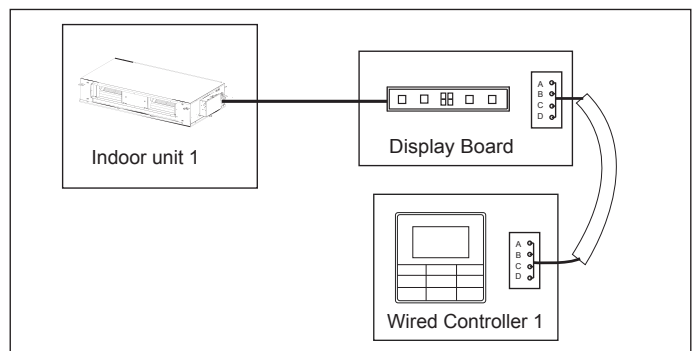 Indoor unit 1
A
B
C
D
Display Board
A
B
C
D
Wired Controller 1